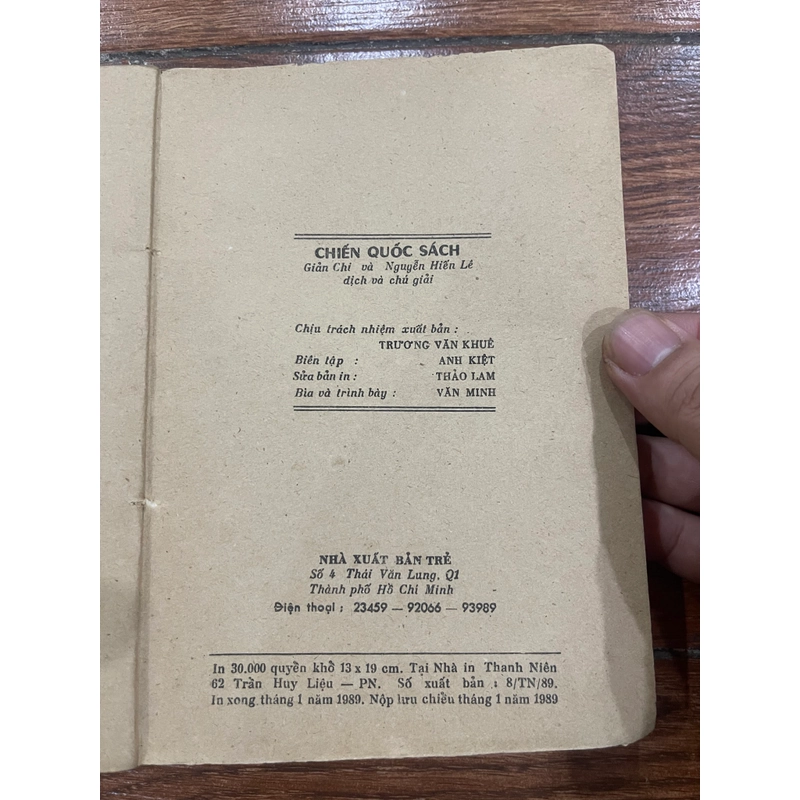 CHIẾN QUỐC SÁCH
Giản Chi và Nguyễn Hiến Lê
dịch và chú giải
Chịu trách nhiệm xuất bản :
TRƯƠNG VĂN KHUÊ
Biên tập : ANH KIỆT
Sửa bản in : THẢO LAM
Bìa và trình bày : VĂN MINH
NHÀ XUẤT BẢN TRẺ
Số 4 Thái Văn Lung, Q1
Thành phố Hồ Chí Minh
Điện thoại : 23459 — 92066 — 93989
In 30.000 quyển khổ 13 x 19 cm. Tại Nhà in Thanh Niên
62 Trần Huy Liệu — PN. Số xuất bản : 8/TN/89.
In xong tháng 1 năm 1989. Nộp lưu chiểu tháng 1 năm 1989